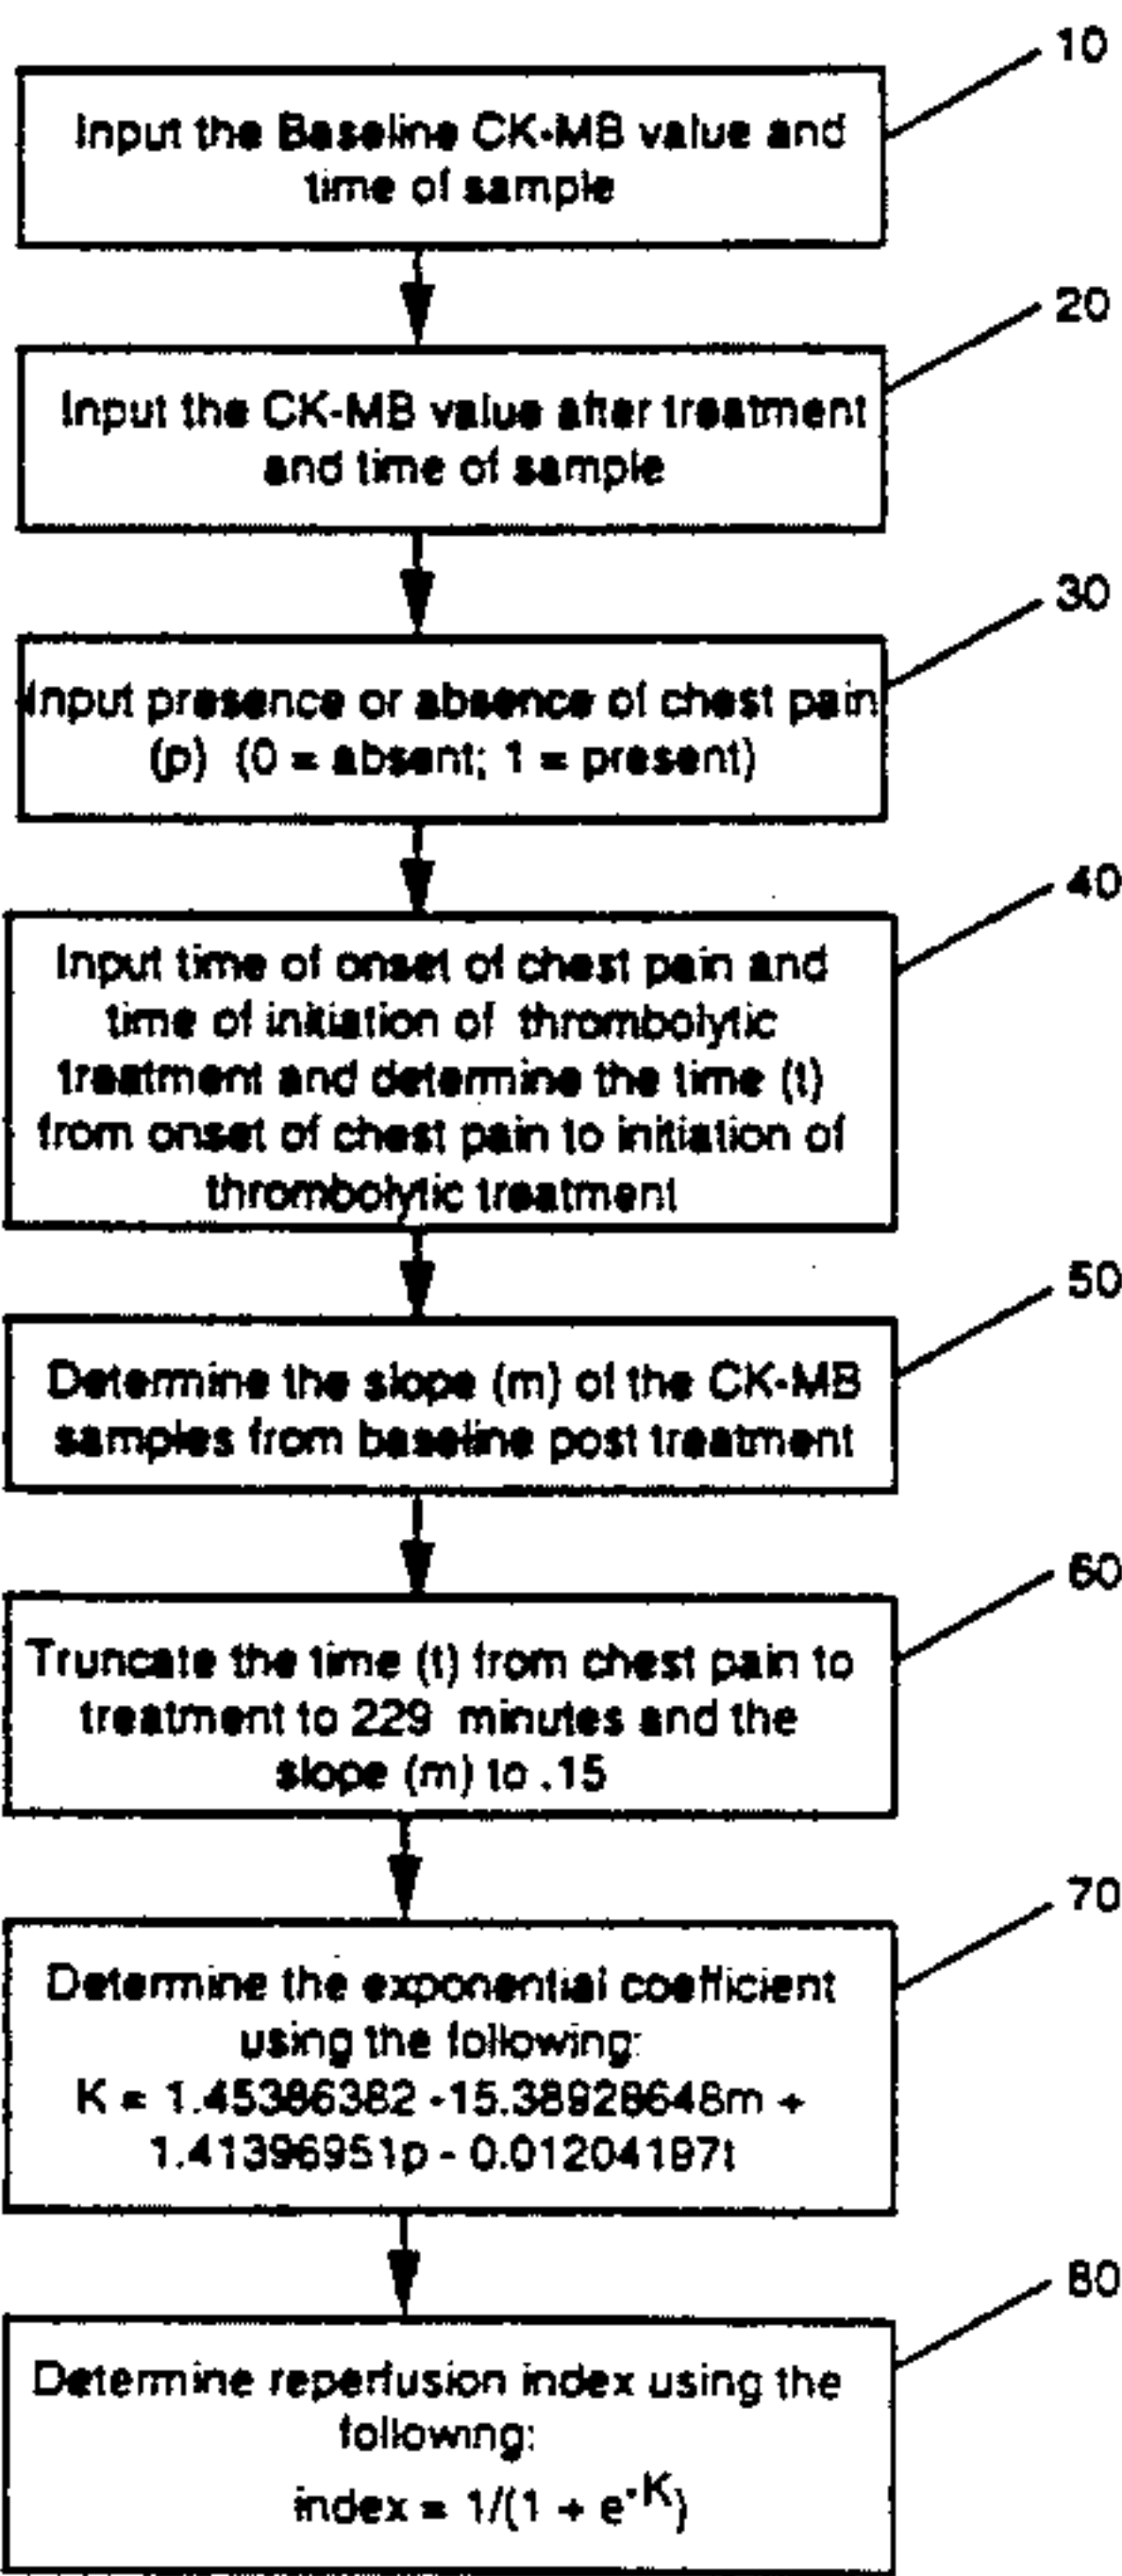 10
Input the Baseline CK-MB value and
time of sample
20
Input the CK-MB value after treatment
and time of sample
30
Input presence or absence of chest pain
(p) (0 = absent; 1 = present)
40
Input time of onset of chest pain and
time of initiation of thrombolytic
treatment and determine the time (t)
from onset of chest pain to initiation of
thrombolytic treatment
50
Determine the slope (m) of the CK-MB
samples from baseline post treatment
60
Truncate the time (t) from chest pain to
treatment to 229 minutes and the
slope (m) to .15
70
Determine the exponential coefficient
using the following:
K = 1.45386382 -15.38928648m +
1.41396951p - 0.01204197t
80
Determine reperfusion index using the
following:
index = 1/(1 + e-K)